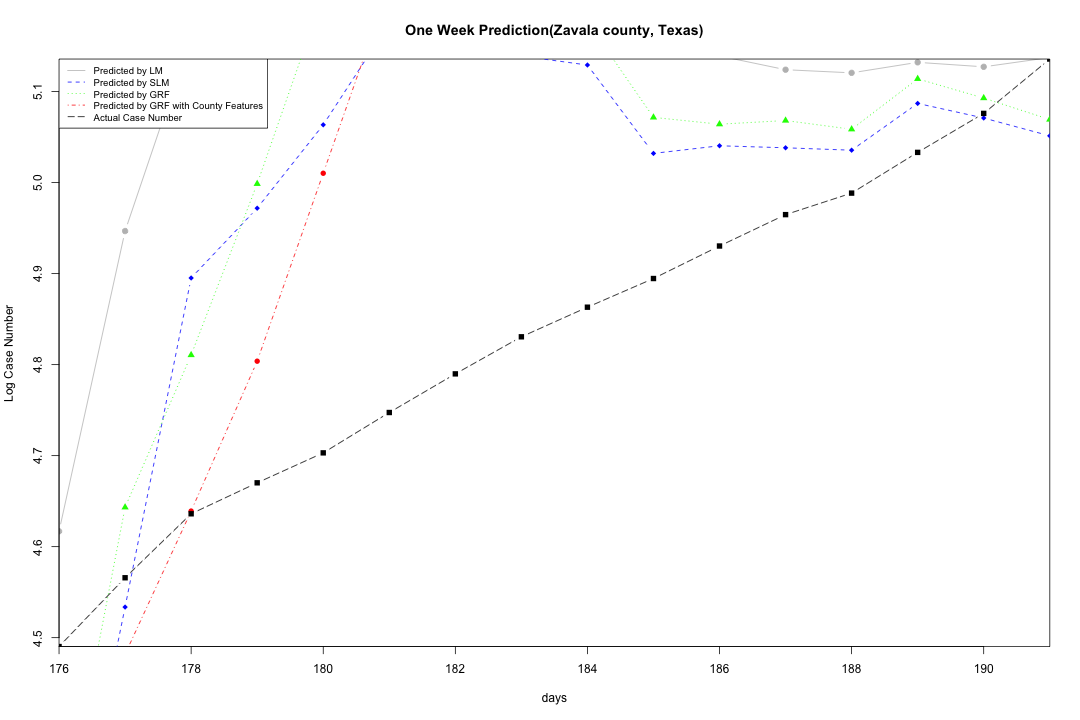 One Week Prediction(Zavala county, Texas)
Predicted by LM
Predicted by SLM
Predicted by GRF
Predicted by GRF with County Features
Actual Case Number
Log Case Number
5.1
5.0
4.9
4.8
4.7
4.6
4.5
176 178 180 182 184 186 188 190
days